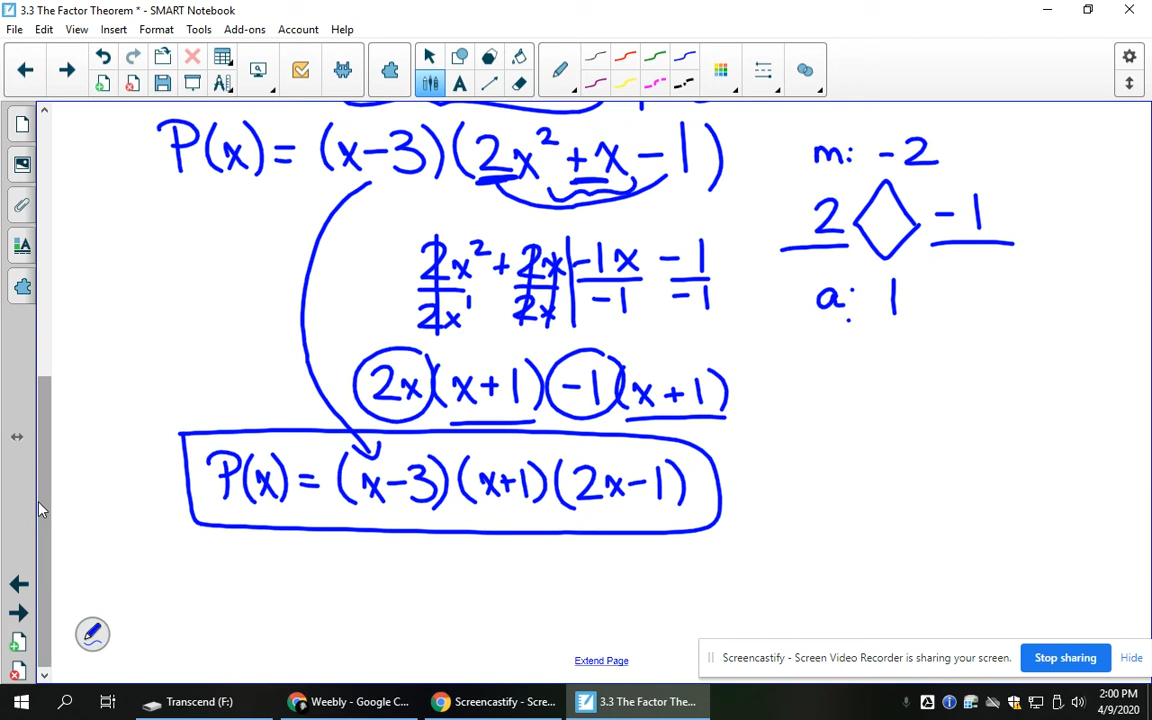 3.3 The Factor Theorem * - SMART Notebook
File Edit View Insert Format Tools Add-ons Account Help
P(x) = (x-3)(2x² + x - 1)
m: -2
2 -1
2x² + 2x -1x -1
2x¹ 2x -1 -1
a: 1
2x(x+1) -1(x+1)
P(x) = (x-3)(x+1)(2x-1)
Extend Page
Screencastify - Screen Video Recorder is sharing your screen. Stop sharing Hide
Transcend (F:) Weebly - Google C... Screencastify - Scre... 3.3 The Factor The...
2:00 PM
4/9/2020